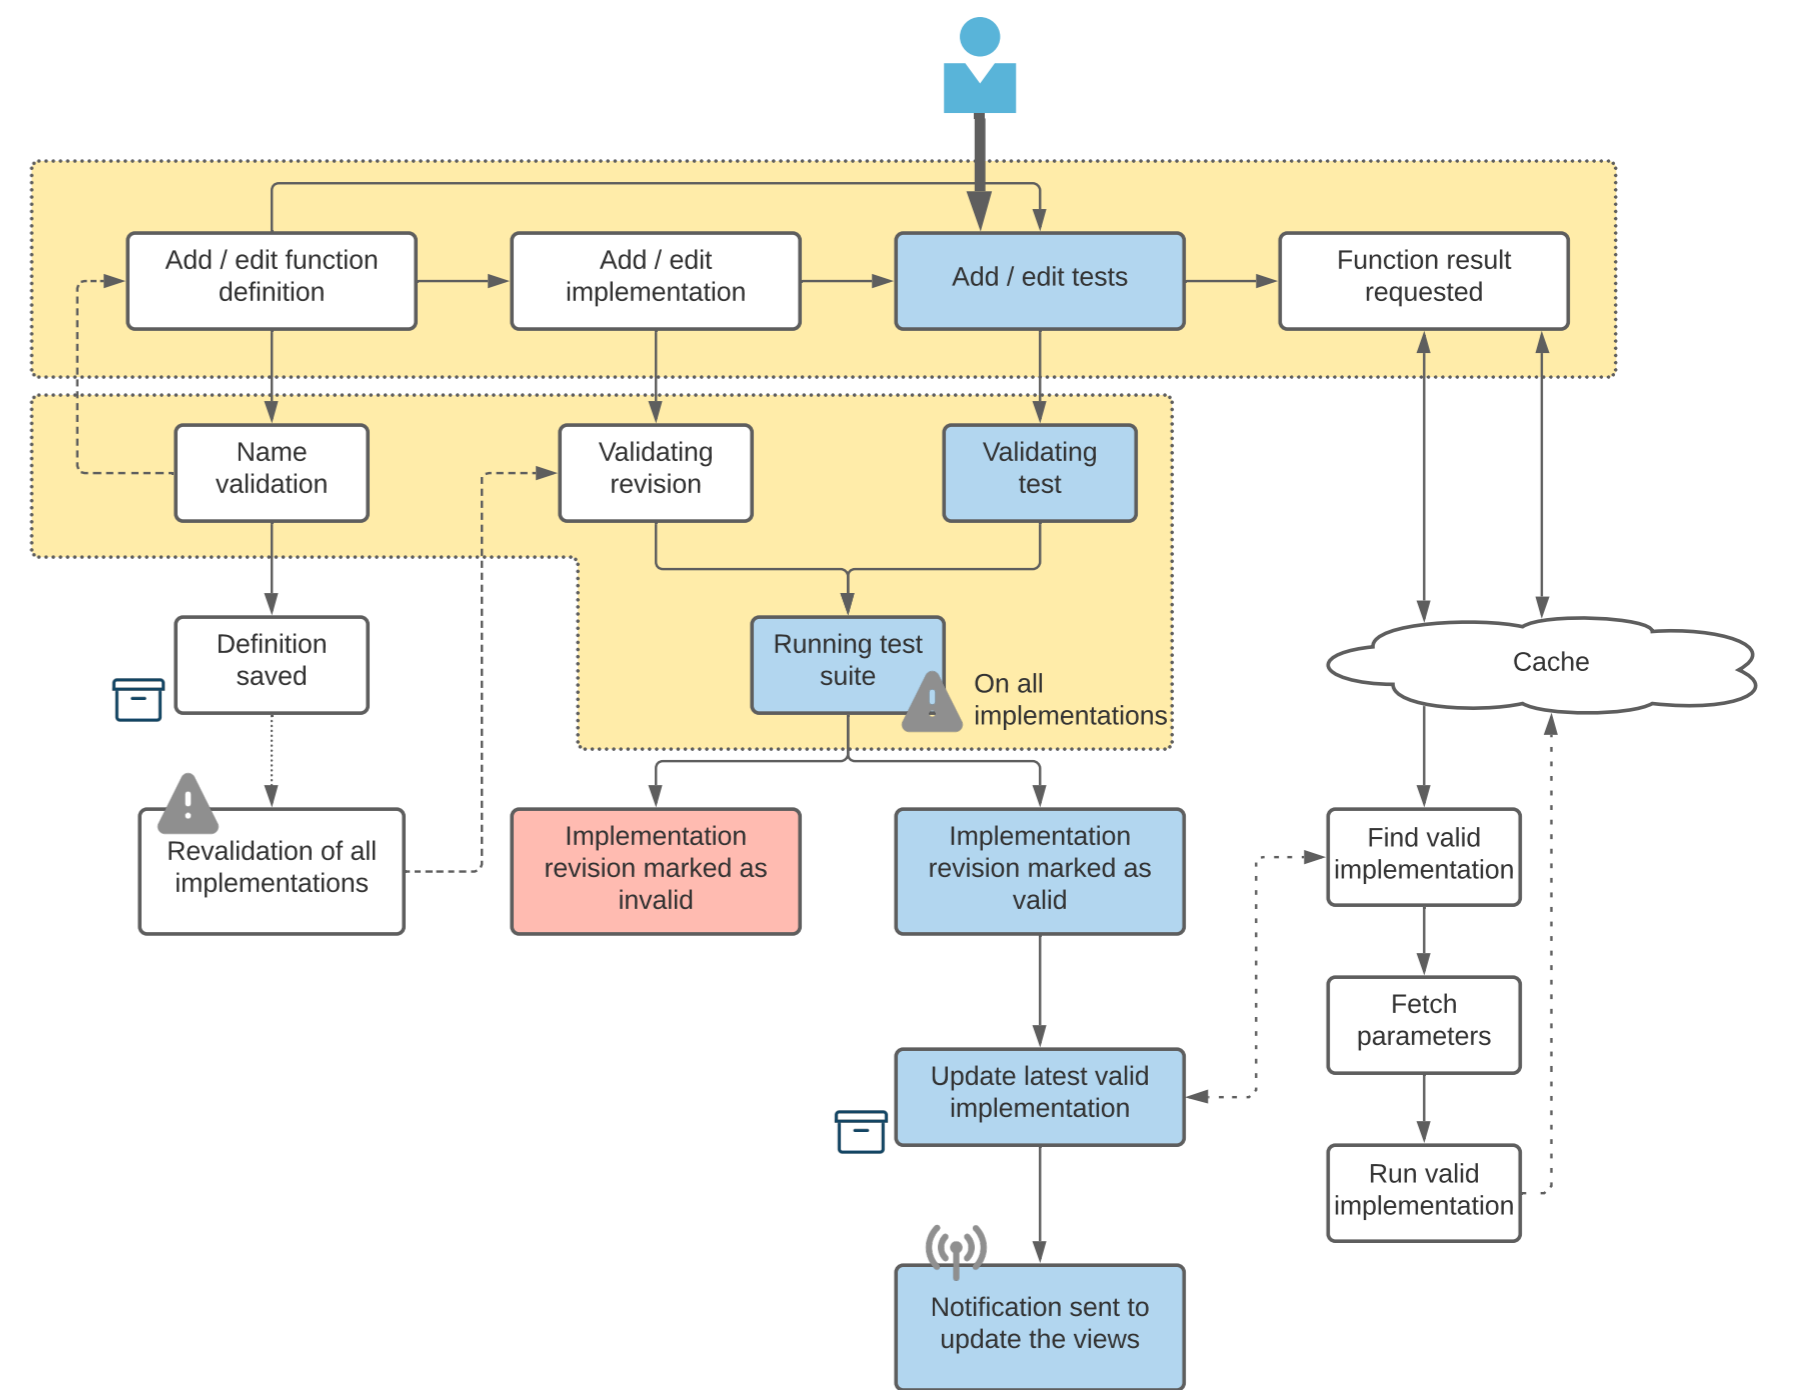 Add / edit function
definition
Add / edit
implementation
Add / edit tests
Function result
requested
Name
validation
Validating
revision
Validating
test
Definition
saved
Running test
suite
On all
implementations
Cache
Revalidation of all
implementations
Implementation
revision marked as
invalid
Implementation
revision marked as
valid
Find valid
implementation
Fetch
parameters
Update latest valid
implementation
Run valid
implementation
Notification sent to
update the views